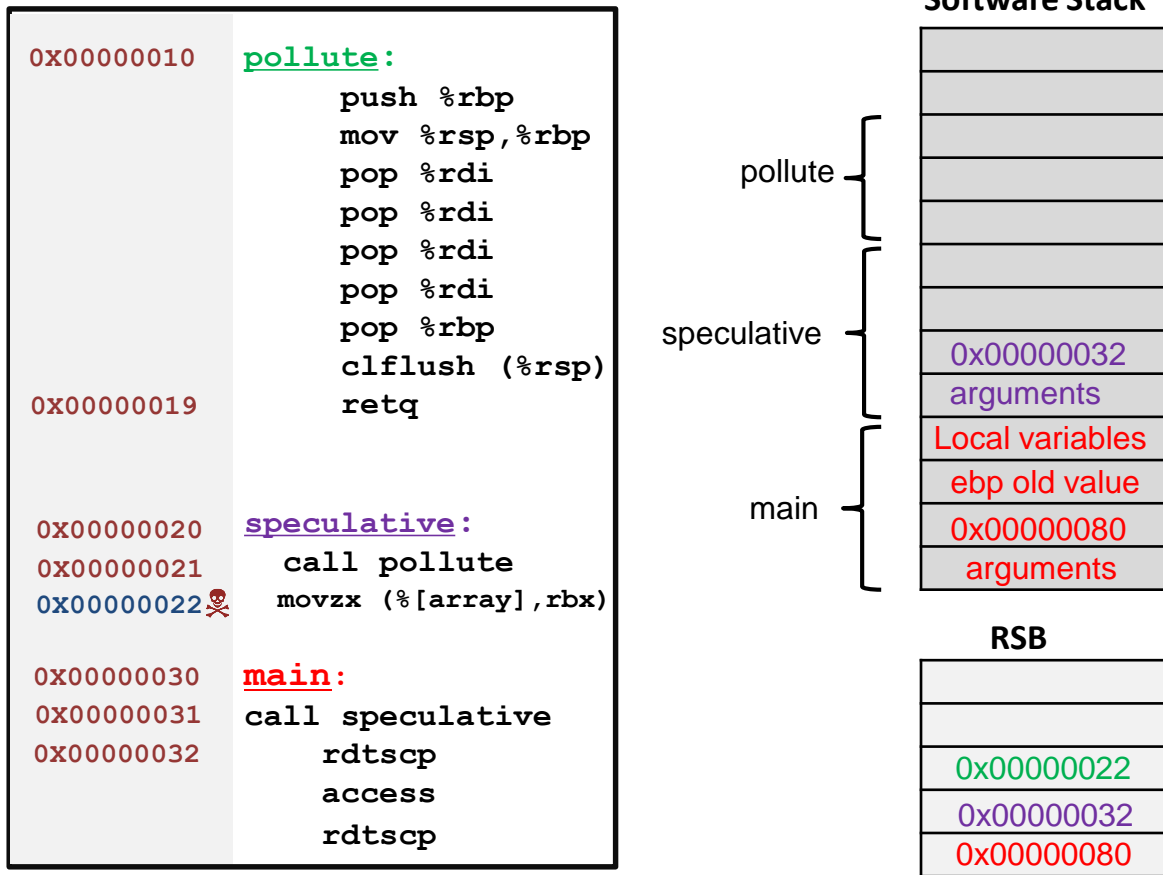 0X00000010 pollute:
push %rbp
mov %rsp,%rbp
pop %rdi
pop %rdi
pop %rdi
pop %rdi
pop %rbp
clflush (%rsp)
0X00000019 retq
0X00000020 speculative:
0X00000021 call pollute
0X00000022 movzx (%[array],rbx)
0X00000030 main:
0X00000031 call speculative
0X00000032 rdtscp
access
rdtscp
Software Stack
pollute
speculative
0x00000032
arguments
main
Local variables
ebp old value
0x00000080
arguments
RSB
0x00000022
0x00000032
0x00000080